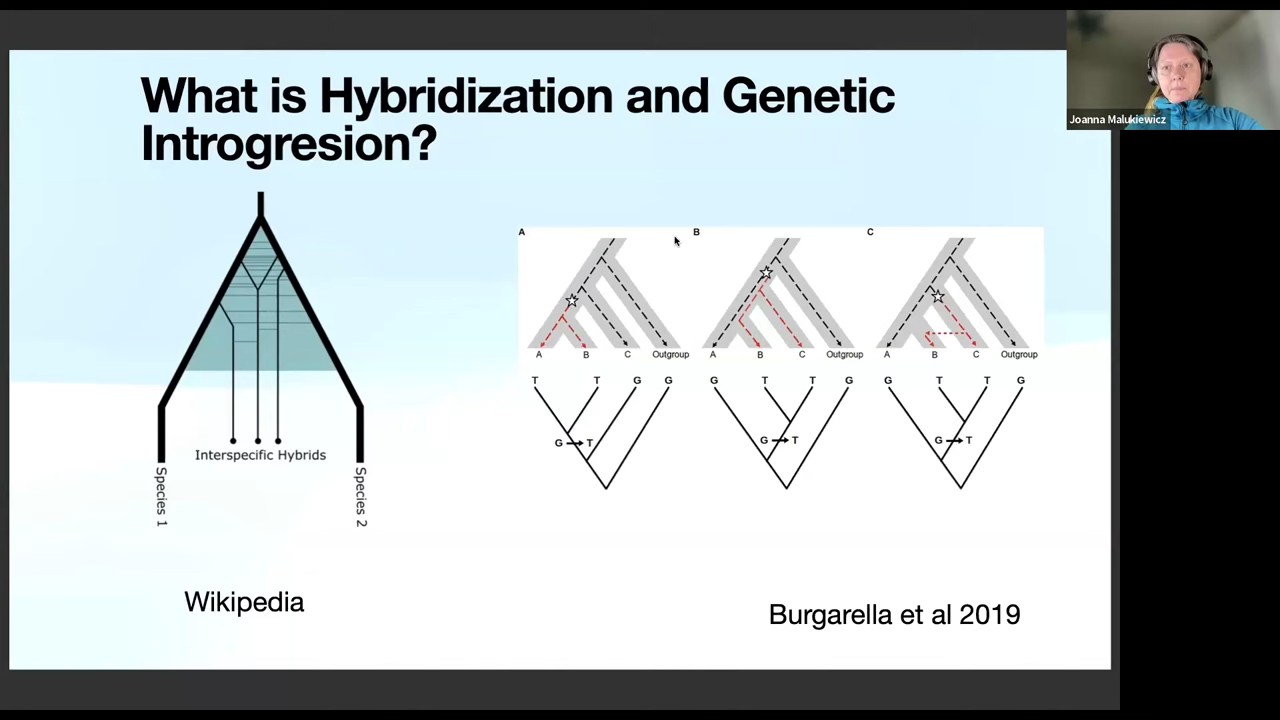 What is Hybridization and Genetic
Introgresion?
Joanna Malukiewicz
A
B
C
A B C Outgroup
A B C Outgroup
A B C Outgroup
T T G G
G T T G
G T T G
G T
G T
G T
Interspecific Hybrids
Species 1
Species 2
Wikipedia
Burgarella et al 2019